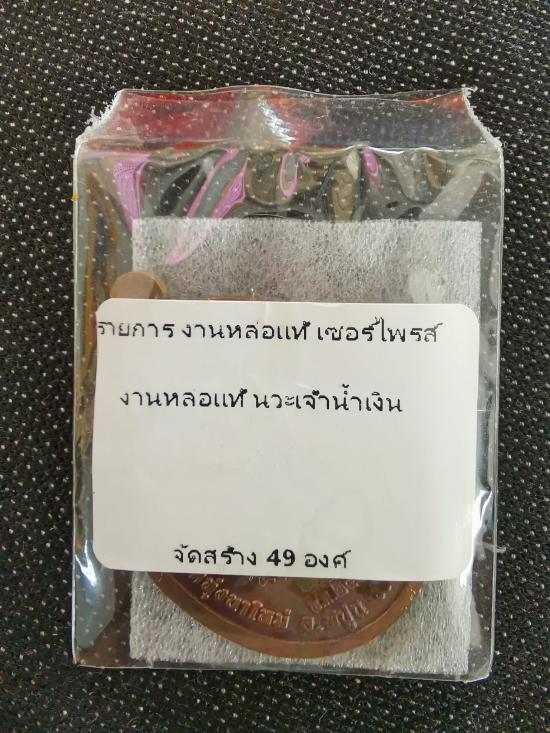 รายการ งานหล่อแท้ เซอร์ไพรส์
งานหล่อแท้ นวะเจ้าน้ำเงิน
จัดสร้าง 49 องค์